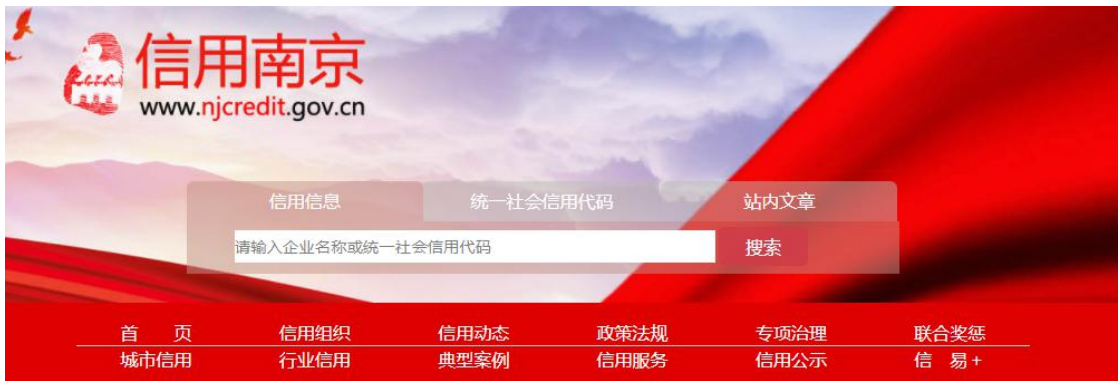 信用南京
www.njcredit.gov.cn
信用信息 统一社会信用代码 站内文章
请输入企业名称或统一社会信用代码 搜索
首 页 信用组织 信用动态 政策法规 专项治理 联合奖惩
城市信用 行业信用 典型案例 信用服务 信用公示 信 易+